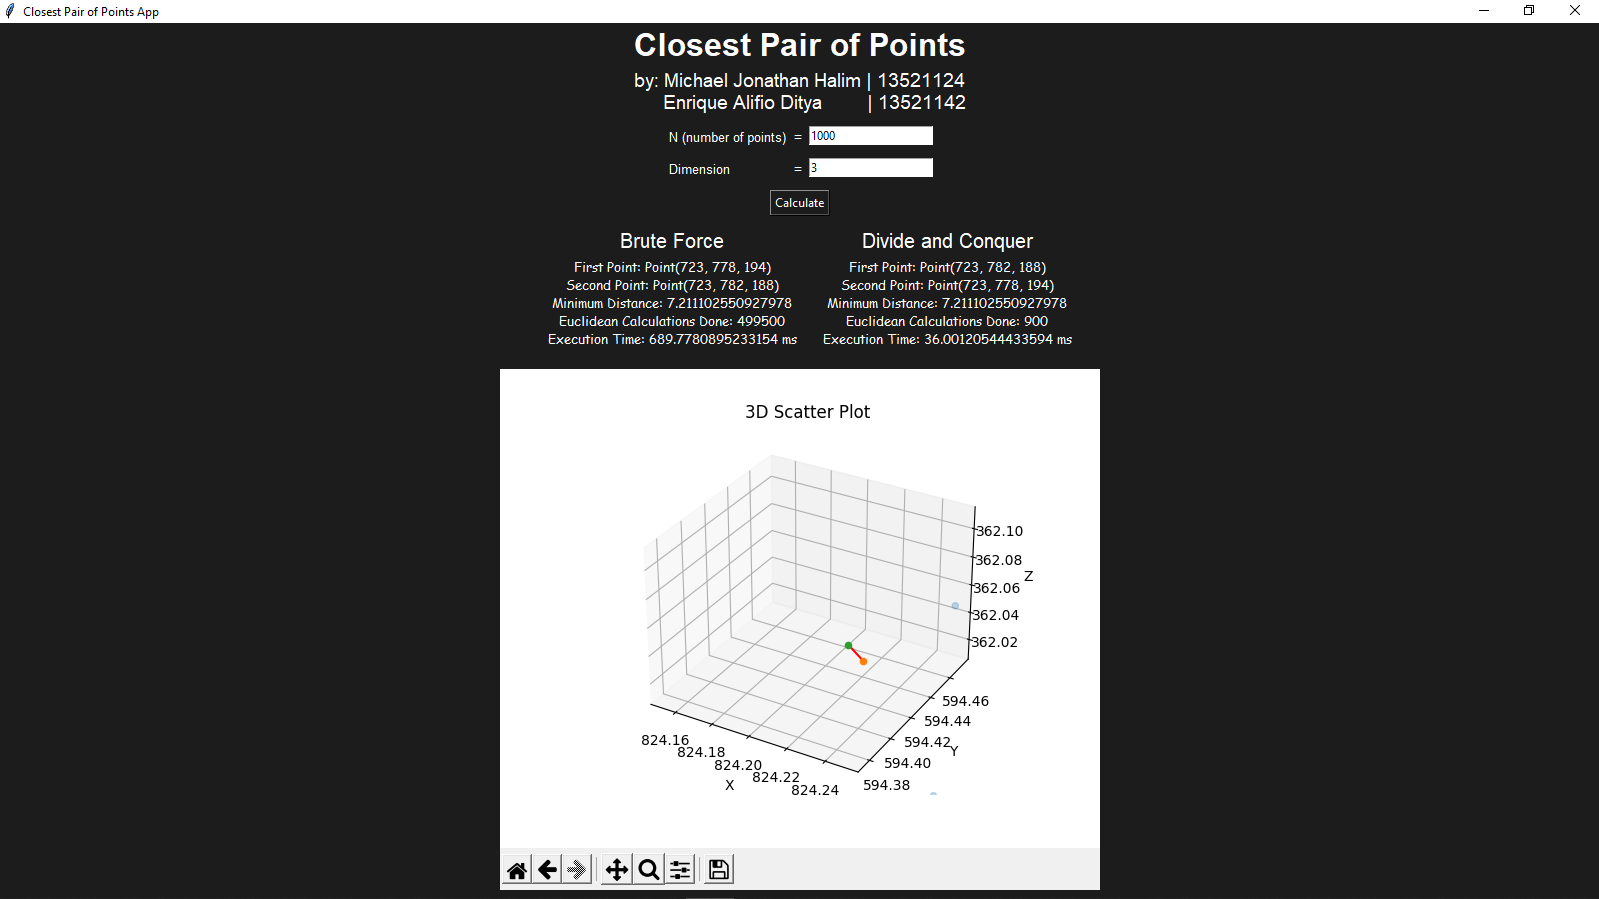 Closest Pair of Points App
Closest Pair of Points
by: Michael Jonathan Halim | 13521124
Enrique Alifio Ditya | 13521142
N (number of points) = 1000
Dimension = 3
Calculate
Brute Force
First Point: Point(723, 778, 194)
Second Point: Point(723, 782, 188)
Minimum Distance: 7.211102550927978
Euclidean Calculations Done: 499500
Execution Time: 689.7780895233154 ms
Divide and Conquer
First Point: Point(723, 782, 188)
Second Point: Point(723, 778, 194)
Minimum Distance: 7.211102550927978
Euclidean Calculations Done: 900
Execution Time: 36.00120544433594 ms
3D Scatter Plot
362.10
362.08
Z
362.06
362.04
362.02
594.46
594.44
594.42
Y
594.40
594.38
824.16
824.18
824.20
824.22
824.24
X